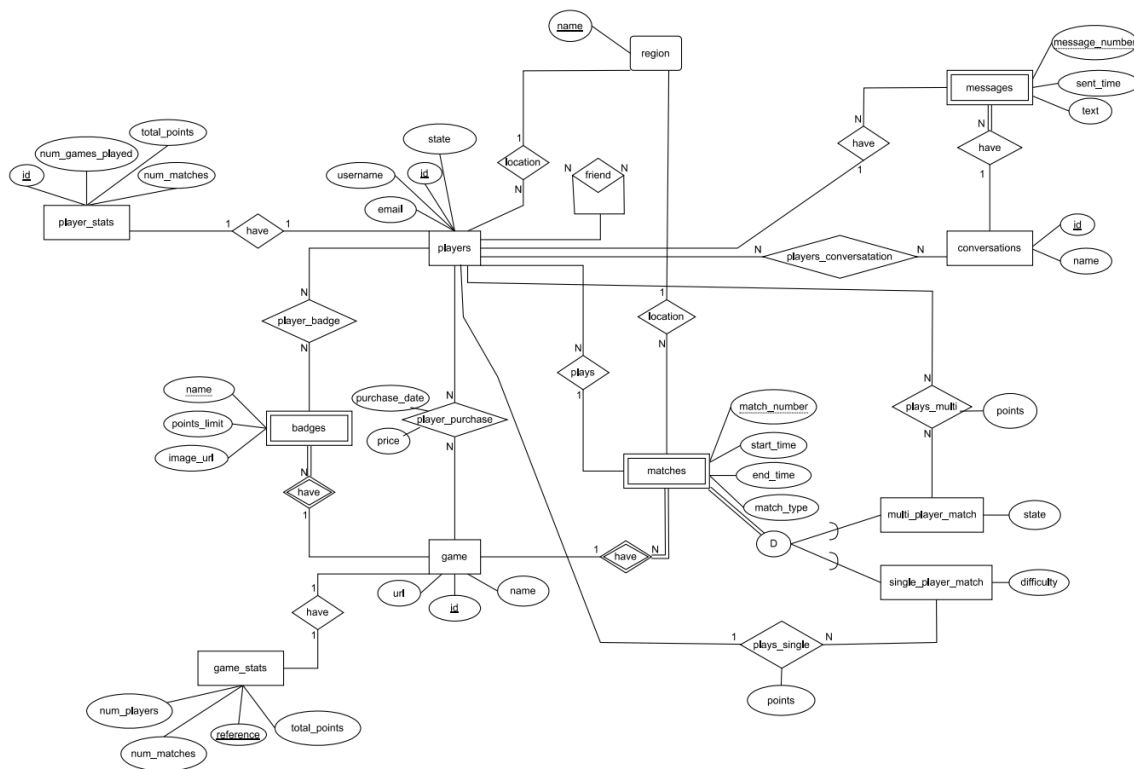 name
region
message_number
messages
sent_time
text
state
total_points
num_games_played
id
num_matches
player_stats
1
have
1
username
id
email
players
1
location
N
N
friend
N
N
have
1
N
have
1
id
conversations
name
N
players_conversatation
N
N
player_badge
N
1
location
N
N
plays
1
name
points_limit
image_url
badges
N
have
1
purchase_date
N
player_purchase
price
N
match_number
start_time
end_time
match_type
matches
N
plays_multi
points
N
multi_player_match
state
D
single_player_match
difficulty
game
1
have
N
url
id
name
1
have
1
game_stats
num_players
num_matches
reference
total_points
1
plays_single
N
points